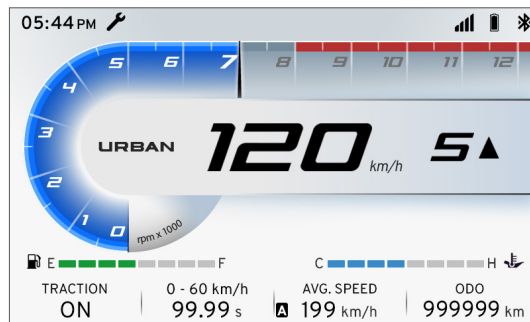 05:44 PM
0 1 2 3 4 5 6 7 8 9 10 11 12
rpm x 1000
URBAN 120 km/h 5▲
E F
C H
TRACTION
ON
0 - 60 km/h
99.99 s
A AVG. SPEED
199 km/h
ODO
999999 km